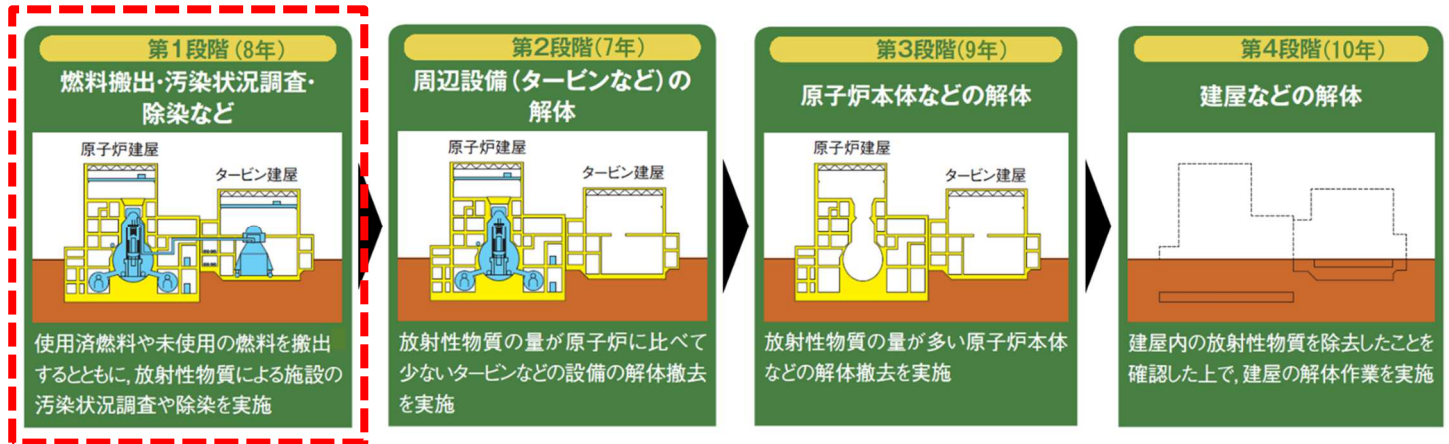 第1段階(8年)
燃料搬出・汚染状況調査・
除染など
原子炉建屋
タービン建屋
使用済燃料や未使用の燃料を搬出
するとともに,放射性物質による施設の
汚染状況調査や除染を実施
第2段階(7年)
周辺設備(タービンなど)の
解体
原子炉建屋
タービン建屋
放射性物質の量が原子炉に比べて
少ないタービンなどの設備の解体撤去
を実施
第3段階(9年)
原子炉本体などの解体
原子炉建屋
タービン建屋
放射性物質の量が多い原子炉本体
などの解体撤去を実施
第4段階(10年)
建屋などの解体
建屋内の放射性物質を除去したことを
確認した上で,建屋の解体作業を実施